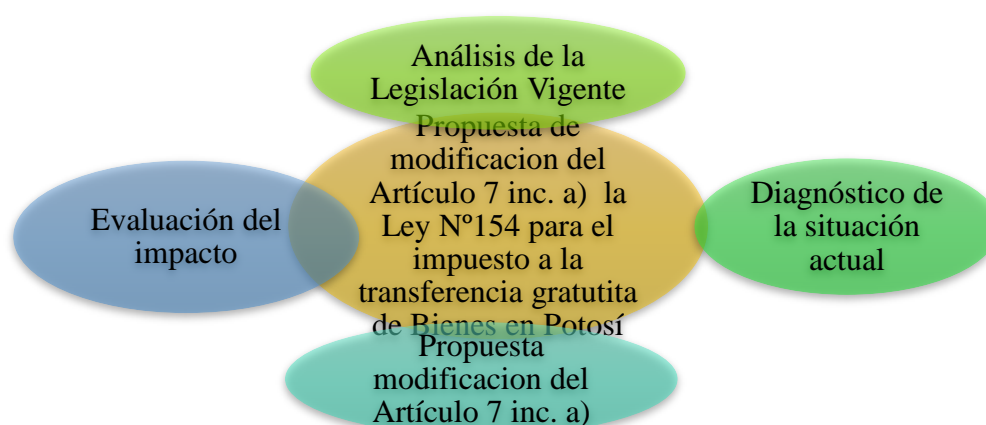 Análisis de la
Legislación Vigente
Propuesta de
modificacion del
Artículo 7 inc. a)  la
Ley Nº154 para el
impuesto a la
transferencia gratutita
de Bienes en Potosí
Evaluación del
impacto
Diagnóstico de
la situación
actual
Propuesta
modificacion del
Artículo 7 inc. a)